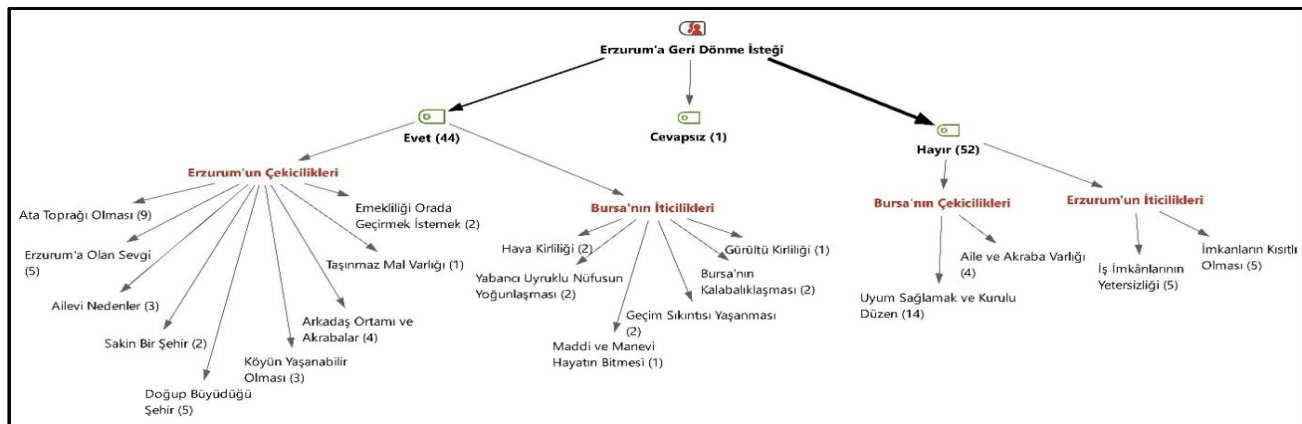 Erzurum'a Geri Dönme İsteği
Evet (44)
Cevapsız (1)
Hayır (52)
Erzurum'un Çekicilikleri
Ata Toprağı Olması (9)
Erzurum'a Olan Sevgi
(5)
Ailevi Nedenler (3)
Sakin Bir Şehir (2)
Doğup Büyüdüğü
Şehir (5)
Köyün Yaşanabilir
Olması (3)
Arkadaş Ortamı ve
Akrabalar (4)
Taşınmaz Mal Varlığı (1)
Emekliliği Orada
Geçirmek İstemek (2)
Bursa'nın İticilikleri
Hava Kirliliği (2)
Yabancı Uyruklu Nüfusun
Yoğunlaşması (2)
Maddi ve Manevi
Hayatın Bitmesi (1)
Geçim Sıkıntısı Yaşanması
(2)
Bursa'nın
Kalabalıklaşması (2)
Gürültü Kirliliği (1)
Bursa'nın Çekicilikleri
Uyum Sağlamak ve Kurulu
Düzen (14)
Aile ve Akraba Varlığı
(4)
Erzurum'un İticilikleri
İş İmkânlarının
Yetersizliği (5)
İmkanların Kısıtlı
Olması (5)